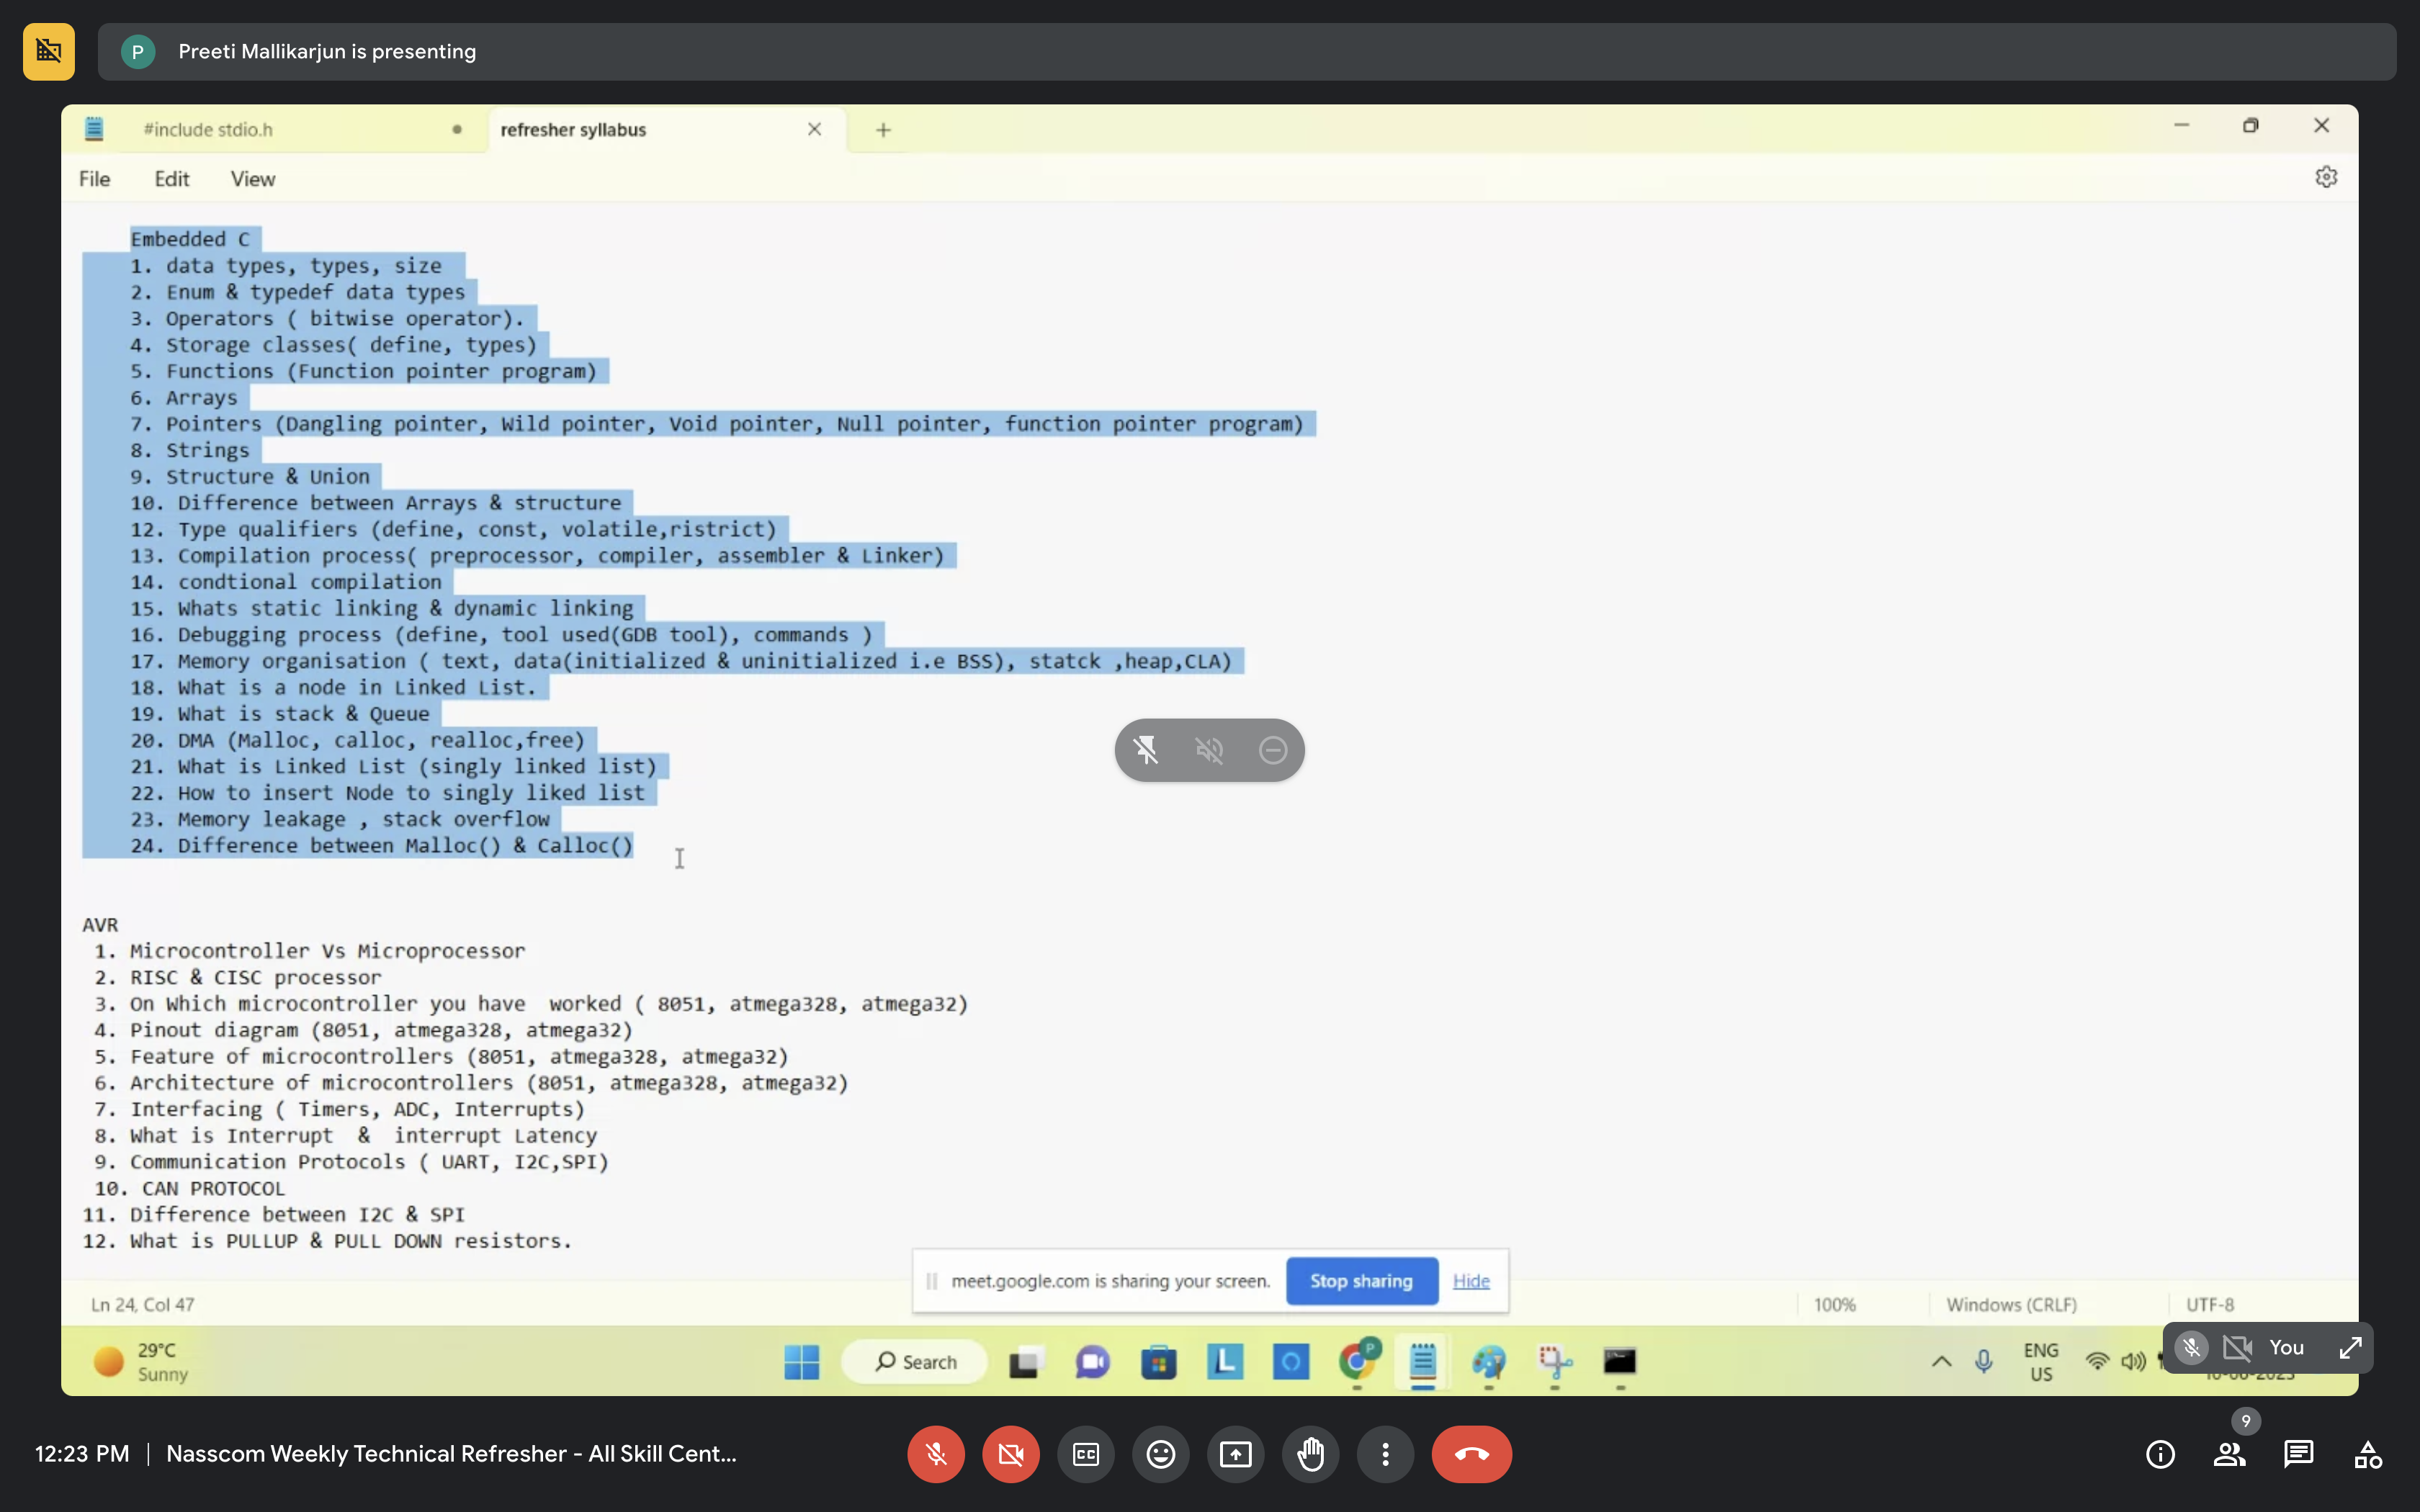 P Preeti Mallikarjun is presenting
#include stdio.h
refresher syllabus
File Edit View
Embedded C
1. data types, types, size
2. Enum & typedef data types
3. Operators ( bitwise operator).
4. Storage classes( define, types)
5. Functions (Function pointer program)
6. Arrays
7. Pointers (Dangling pointer, Wild pointer, Void pointer, Null pointer, function pointer program)
8. Strings
9. Structure & Union
10. Difference between Arrays & structure
12. Type qualifiers (define, const, volatile,ristrict)
13. Compilation process( preprocessor, compiler, assembler & Linker)
14. condtional compilation
15. Whats static linking & dynamic linking
16. Debugging process (define, tool used(GDB tool), commands )
17. Memory organisation ( text, data(initialized & uninitialized i.e BSS), statck ,heap,CLA)
18. What is a node in Linked List.
19. What is stack & Queue
20. DMA (Malloc, calloc, realloc,free)
21. What is Linked List (singly linked list)
22. How to insert Node to singly liked list
23. Memory leakage , stack overflow
24. Difference between Malloc() & Calloc()
AVR
1. Microcontroller Vs Microprocessor
2. RISC & CISC processor
3. On Which microcontroller you have  worked ( 8051, atmega328, atmega32)
4. Pinout diagram (8051, atmega328, atmega32)
5. Feature of microcontrollers (8051, atmega328, atmega32)
6. Architecture of microcontrollers (8051, atmega328, atmega32)
7. Interfacing ( Timers, ADC, Interrupts)
8. What is Interrupt  &  interrupt Latency
9. Communication Protocols ( UART, I2C,SPI)
10. CAN PROTOCOL
11. Difference between I2C & SPI
12. What is PULLUP & PULL DOWN resistors.
meet.google.com is sharing your screen. Stop sharing Hide
Ln 24, Col 47 100% Windows (CRLF) UTF-8
29°C
Sunny
Search
L
P
ENG
US
You
12:23 PM | Nasscom Weekly Technical Refresher - All Skill Cent...
CC
9